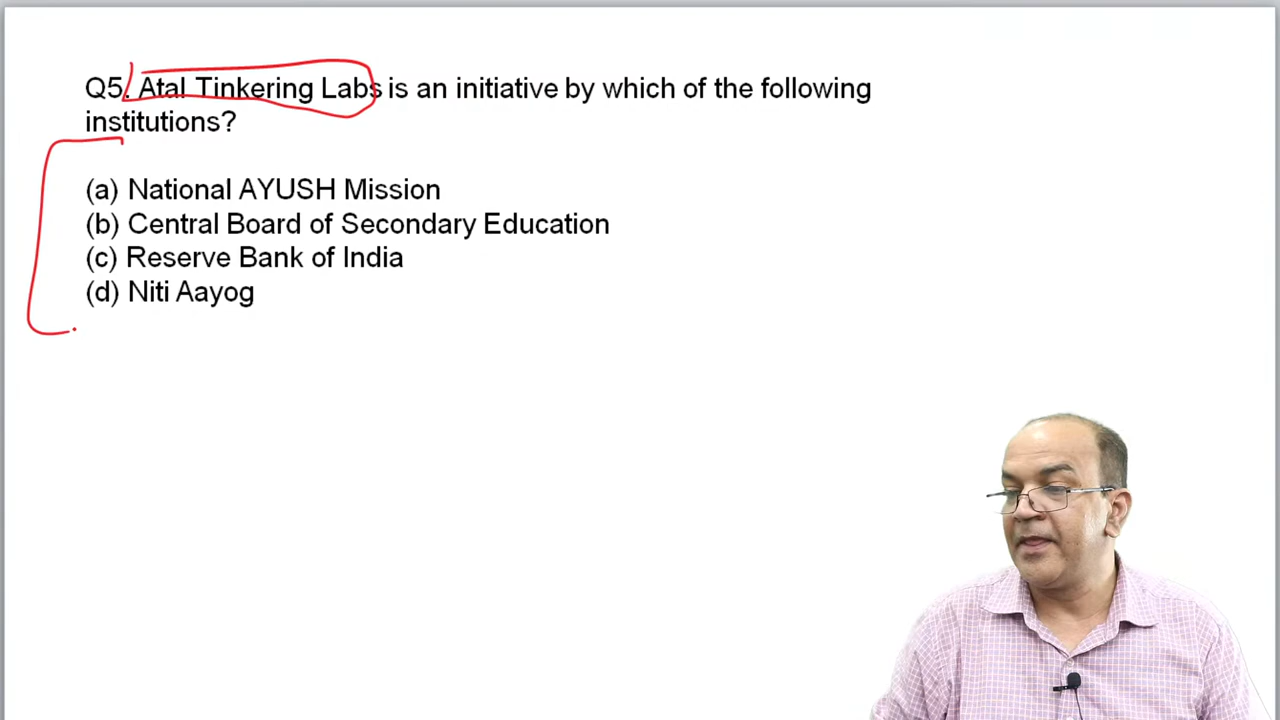 Q5. Atal Tinkering Labs is an initiative by which of the following
institutions?
(a) National AYUSH Mission
(b) Central Board of Secondary Education
(c) Reserve Bank of India
(d) Niti Aayog